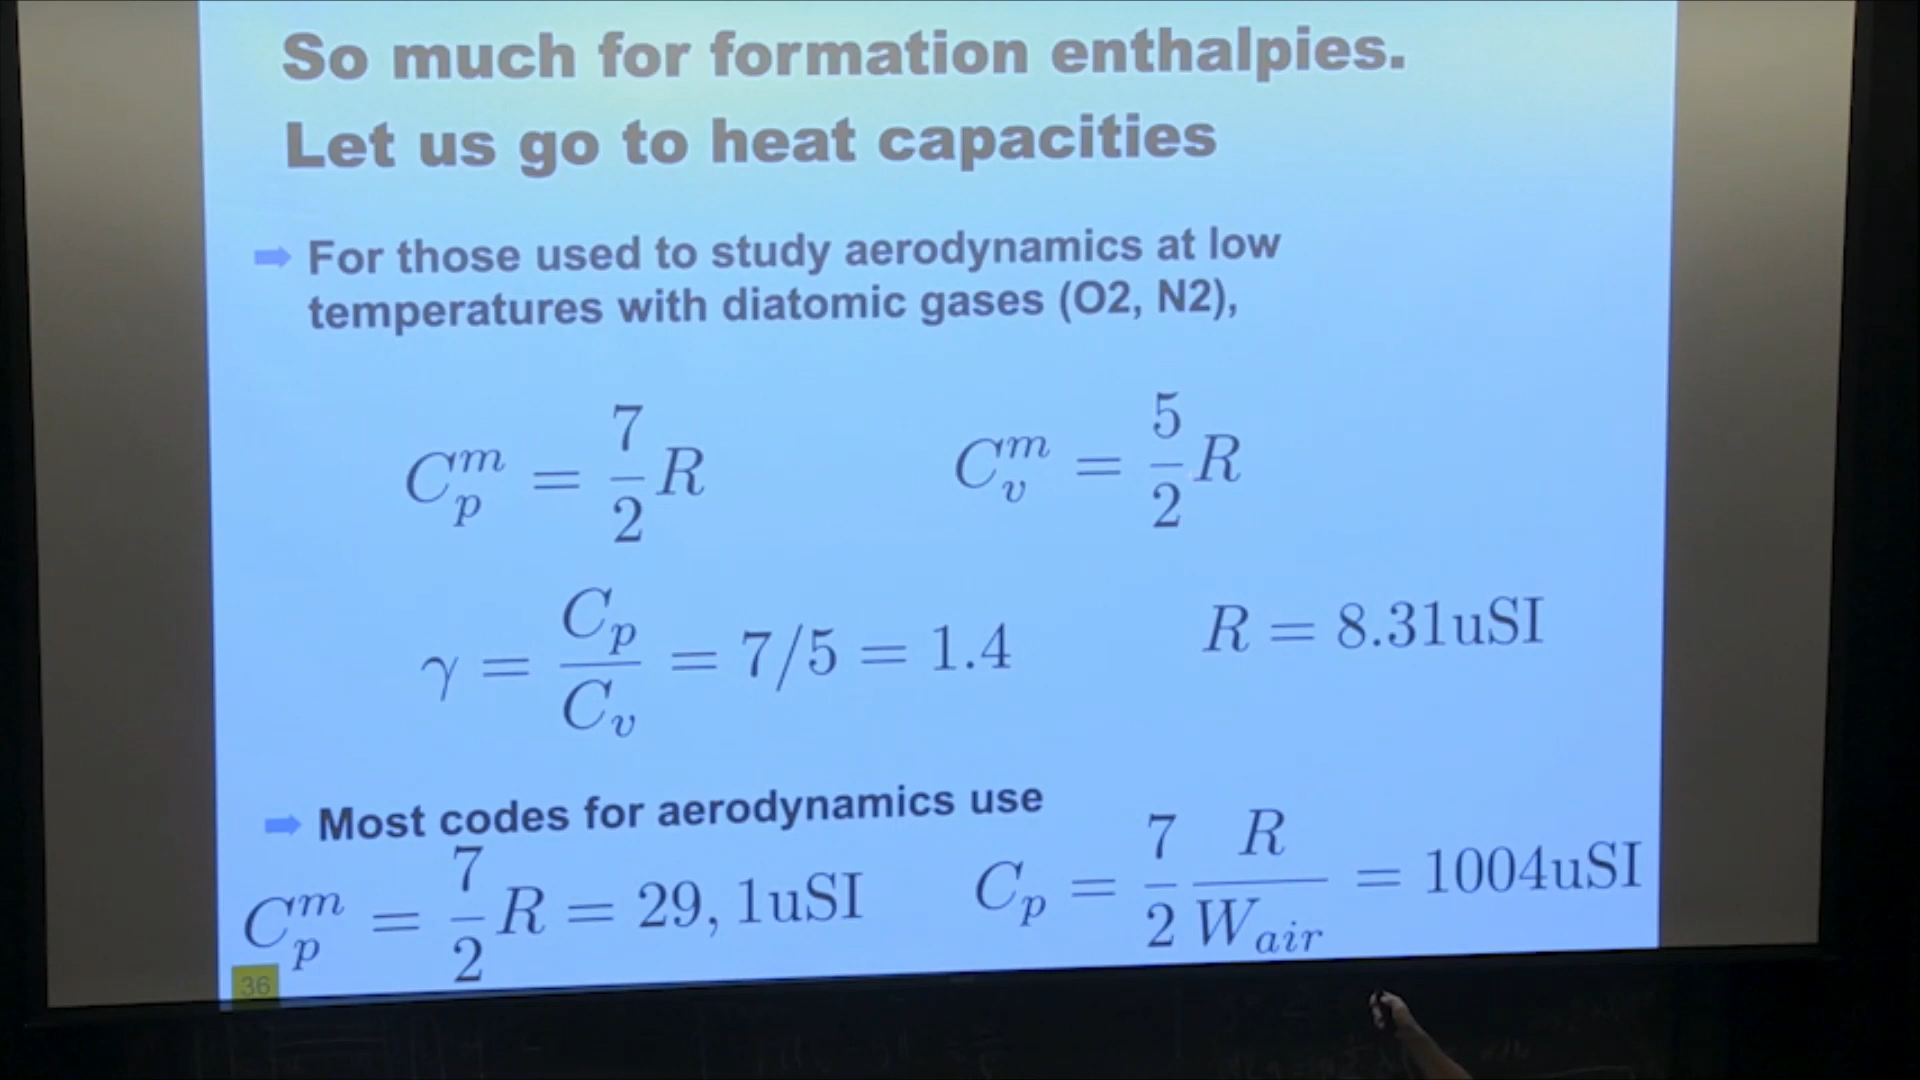 So much for formation enthalpies.
Let us go to heat capacities
For those used to study aerodynamics at low
temperatures with diatomic gases (O2, N2),
C_p^m = 7/2 R
C_v^m = 5/2 R
γ = C_p/C_v = 7/5 = 1.4
R = 8.31uSI
Most codes for aerodynamics use
C_p^m = 7/2 R = 29, 1uSI
C_p = 7/2 R/W_air = 1004uSI
36